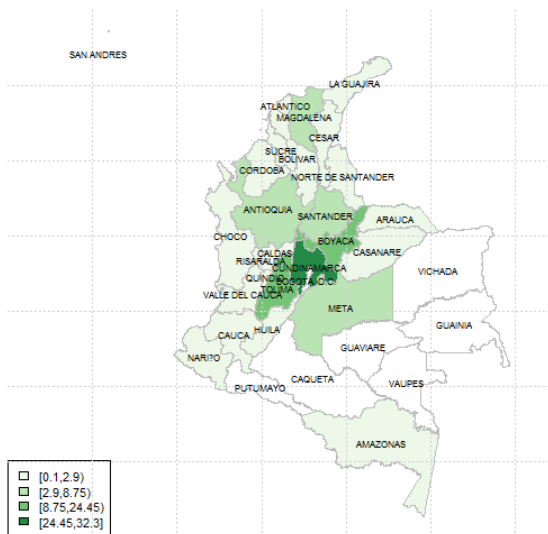 SAN ANDRES
LA GUAJIRA
ATLANTICO
MAGDALENA
CESAR
SUCRE
BOLIVAR
CORDOBA
NORTE DE SANTANDER
ANTIOQUIA
SANTANDER
ARAUCA
CHOCO
BOYACA
CALDAS
CASANARE
RISARALDA
CUNDINAMARCA
VICHADA
QUINDIO
BOGOTA D.C.
TOLIMA
VALLE DEL CAUCA
META
GUAINIA
HUILA
CAUCA
GUAVIARE
NARI?O
CAQUETA
VAUPES
PUTUMAYO
AMAZONAS
[0.1,2.9)
[2.9,8.75)
[8.75,24.45)
[24.45,32.3]